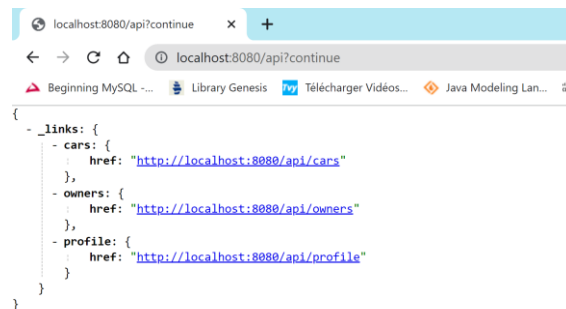 localhost:8080/api?continue × +
localhost:8080/api?continue
Beginning MySQL -... Library Genesis Tvy Télécharger Vidéos... Java Modeling Lan...
{
- _links: {
- cars: {
href: "http://localhost:8080/api/cars"
},
- owners: {
href: "http://localhost:8080/api/owners"
},
- profile: {
href: "http://localhost:8080/api/profile"
}
}
}